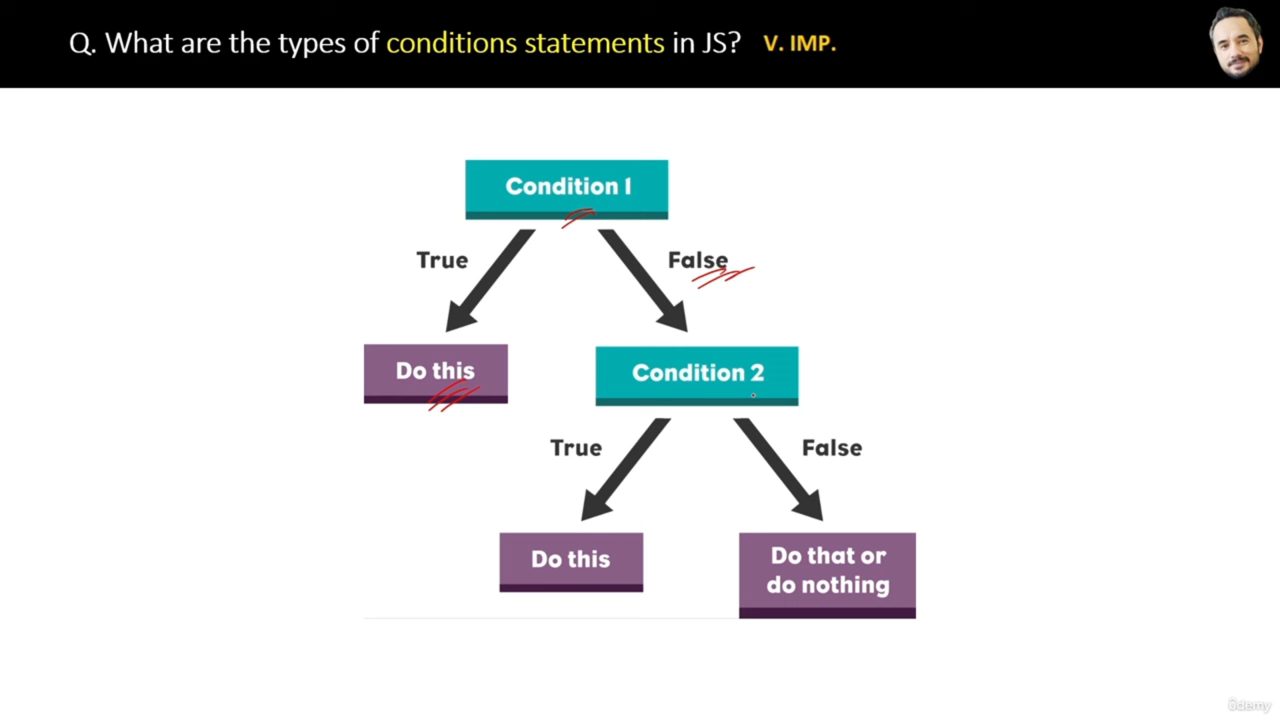 Q. What are the types of conditions statements in JS? V. IMP.
Condition 1
True
False
Do this
Condition 2
True
False
Do this
Do that or
do nothing
ûdemy